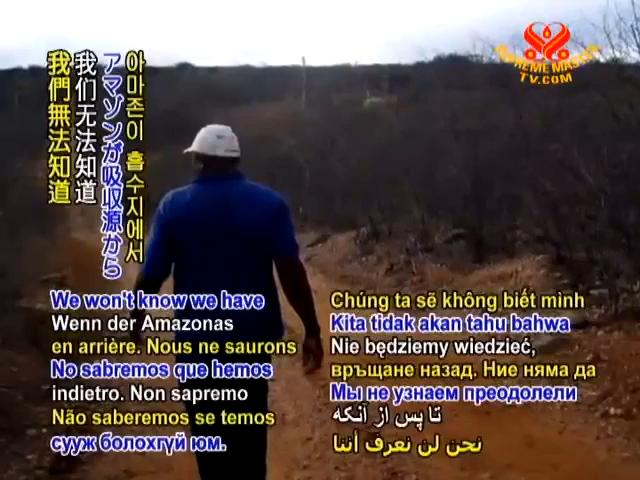 SUPREME MASTER
TV.COM
我們無法知道
我们无法知道
アマゾンが吸収源から
아마존이 흡수지에서
We won't know we have
Wenn der Amazonas
en arrière. Nous ne saurons
No sabremos que hemos
indietro. Non sapremo
Não saberemos se temos
сууж болохгүй юм.
Chúng ta sẽ không biết mình
Kita tidak akan tahu bahwa
Nie będziemy wiedzieć,
връщане назад. Ние няма да
Мы не узнаем преодолели
تا پس از آنکه
نحن لن نعرف أننا